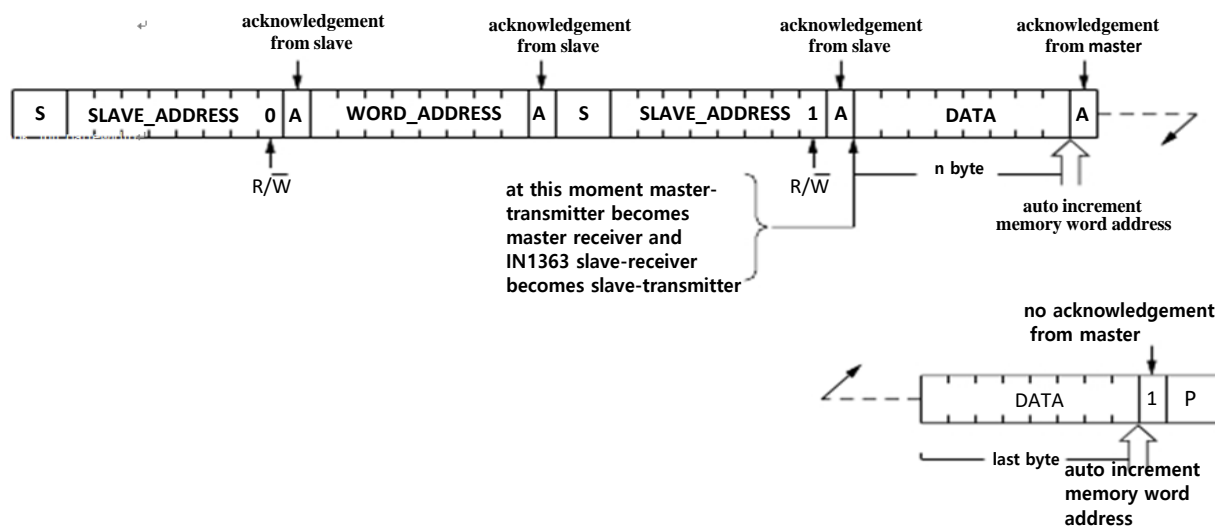 acknowledgement
from slave
acknowledgement
from slave
acknowledgement
from slave
acknowledgement
from master
S SLAVE_ADDRESS 0 A WORD_ADDRESS A S SLAVE_ADDRESS 1 A DATA A
R/W̅
R/W̅
n byte
at this moment master-
transmitter becomes
master receiver and
IN1363 slave-receiver
becomes slave-transmitter
auto increment
memory word address
no acknowledgement
from master
DATA 1 P
last byte
auto increment
memory word
address